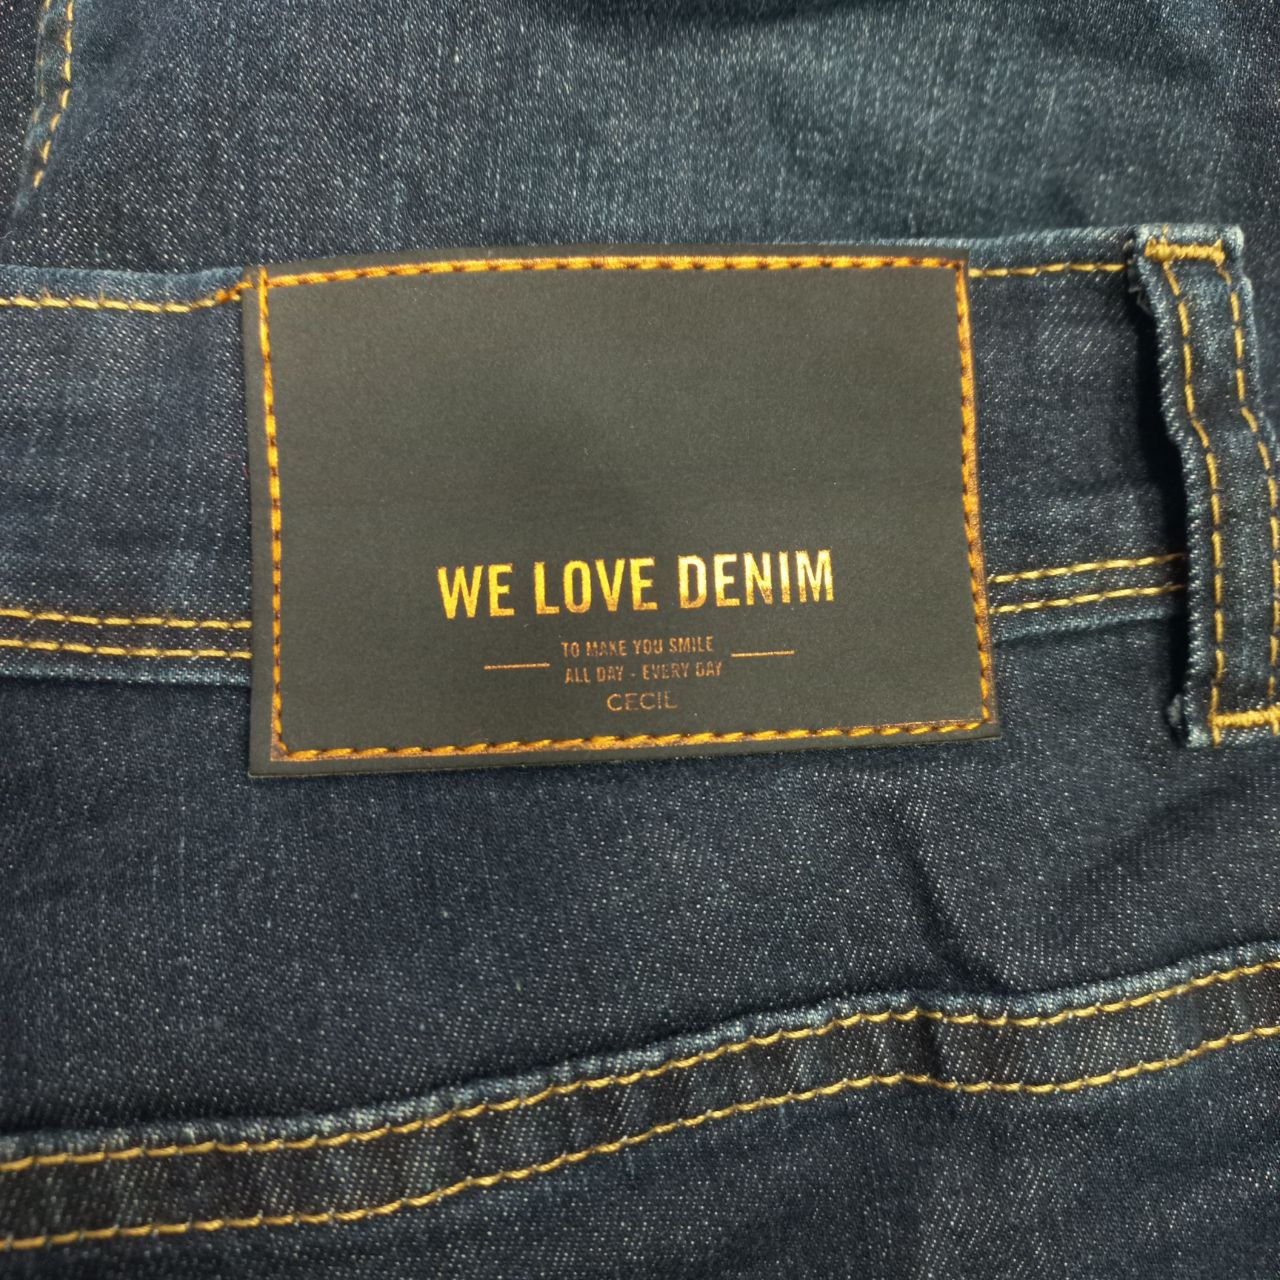 WE LOVE DENIM
TO MAKE YOU SMILE
ALL DAY - EVERY DAY
CECIL